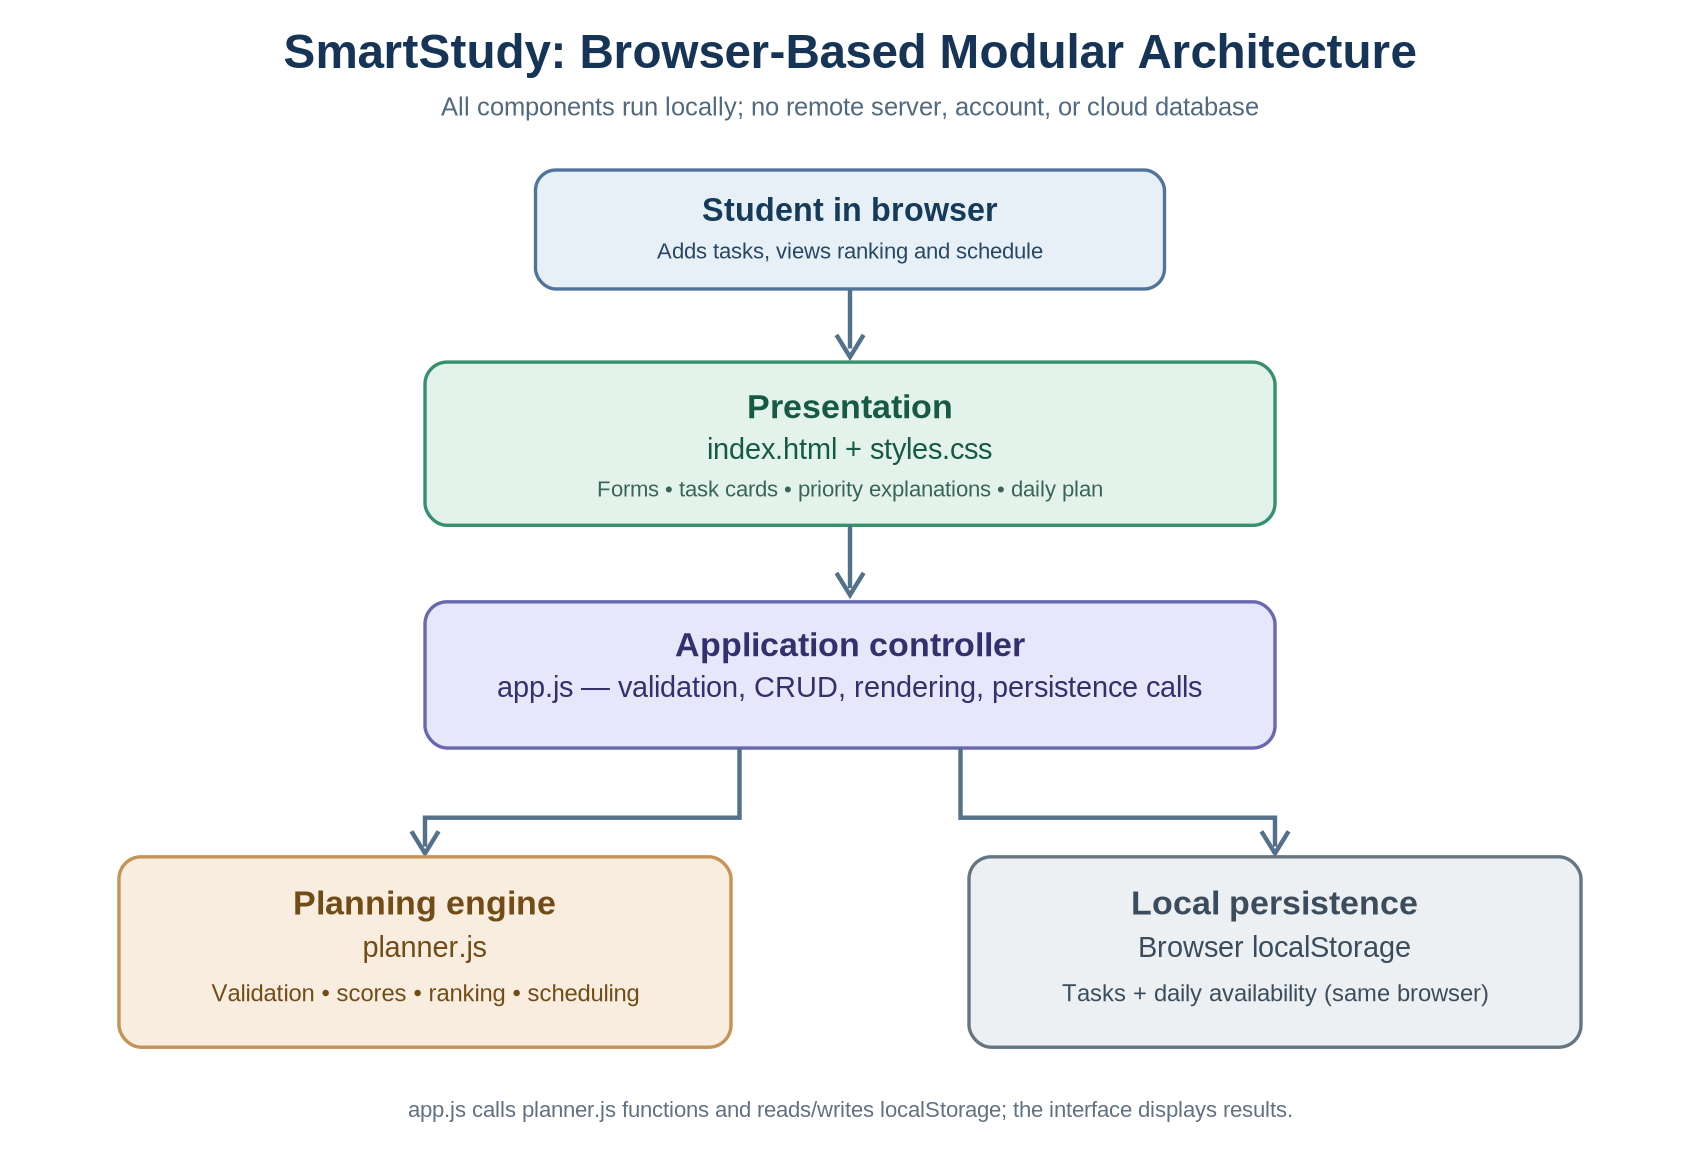 SmartStudy: Browser-Based Modular Architecture
All components run locally; no remote server, account, or cloud database
Student in browser
Adds tasks, views ranking and schedule
Presentation
index.html + styles.css
Forms • task cards • priority explanations • daily plan
Application controller
app.js — validation, CRUD, rendering, persistence calls
Planning engine
planner.js
Validation • scores • ranking • scheduling
Local persistence
Browser localStorage
Tasks + daily availability (same browser)
app.js calls planner.js functions and reads/writes localStorage; the interface displays results.